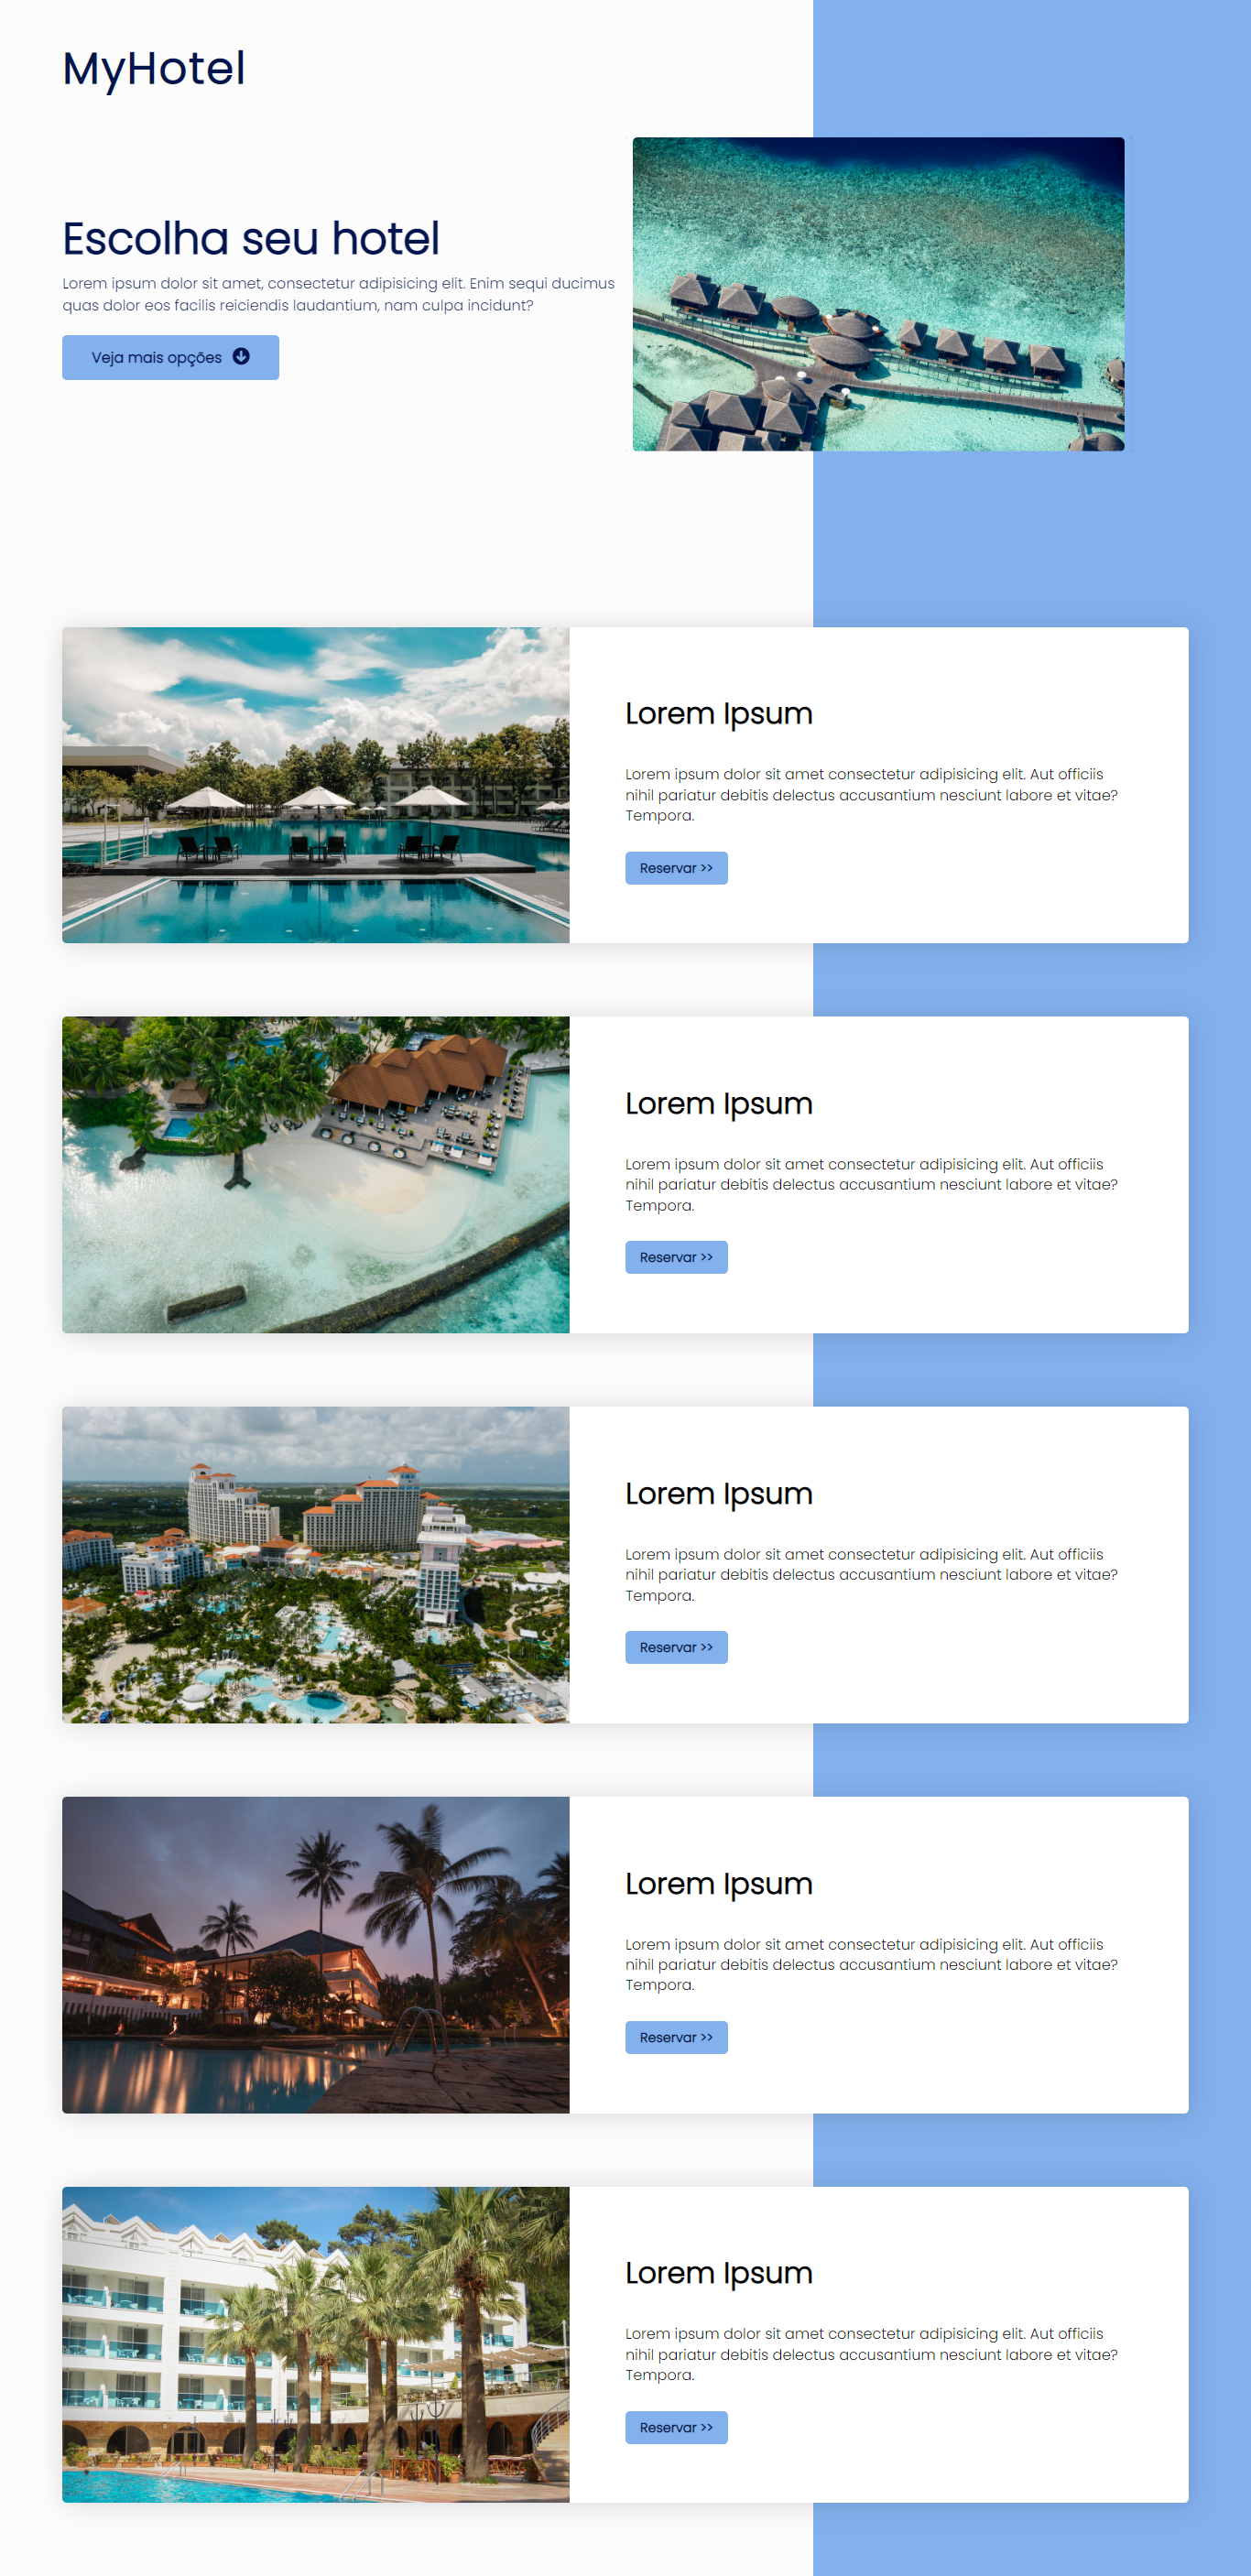 MyHotel
Escolha seu hotel
Lorem ipsum dolor sit amet, consectetur adipisicing elit. Enim sequi ducimus
quas dolor eos facilis reiciendis laudantium, nam culpa incidunt?
Veja mais opções
Lorem Ipsum
Lorem ipsum dolor sit amet consectetur adipisicing elit. Aut officiis
nihil pariatur debitis delectus accusantium nesciunt labore et vitae?
Tempora.
Reservar >>
Lorem Ipsum
Lorem ipsum dolor sit amet consectetur adipisicing elit. Aut officiis
nihil pariatur debitis delectus accusantium nesciunt labore et vitae?
Tempora.
Reservar >>
Lorem Ipsum
Lorem ipsum dolor sit amet consectetur adipisicing elit. Aut officiis
nihil pariatur debitis delectus accusantium nesciunt labore et vitae?
Tempora.
Reservar >>
Lorem Ipsum
Lorem ipsum dolor sit amet consectetur adipisicing elit. Aut officiis
nihil pariatur debitis delectus accusantium nesciunt labore et vitae?
Tempora.
Reservar >>
Lorem Ipsum
Lorem ipsum dolor sit amet consectetur adipisicing elit. Aut officiis
nihil pariatur debitis delectus accusantium nesciunt labore et vitae?
Tempora.
Reservar >>